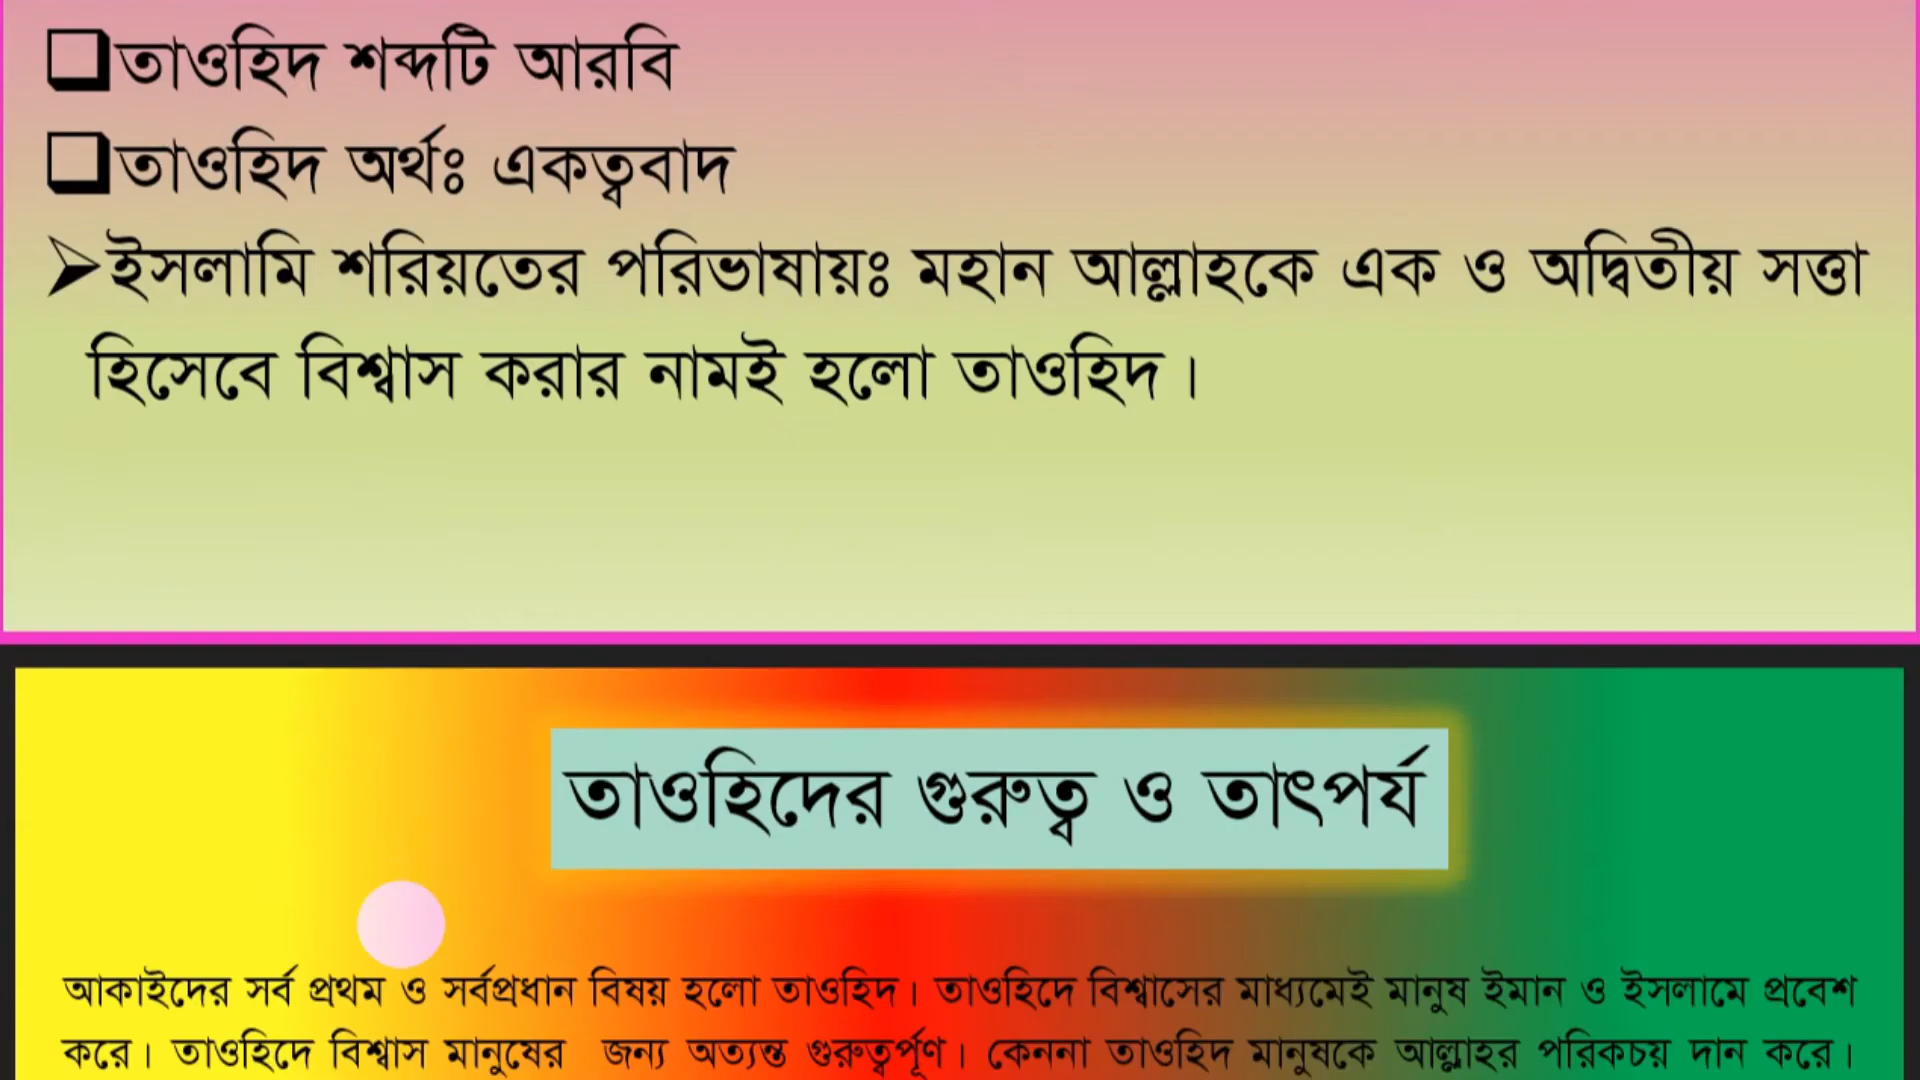 তাওহিদ শব্দটি আরবি
তাওহিদ অর্থঃ একত্ববাদ
ইসলামি শরিয়তের পরিভাষায়ঃ মহান আল্লাহকে এক ও অদ্বিতীয় সত্তা
হিসেবে বিশ্বাস করার নামই হলো তাওহিদ।
তাওহিদের গুরুত্ব ও তাৎপর্য
আকাইদের সর্ব প্রথম ও সর্বপ্রধান বিষয় হলো তাওহিদ। তাওহিদে বিশ্বাসের মাধ্যমেই মানুষ ইমান ও ইসলামে প্রবেশ
করে। তাওহিদে বিশ্বাস মানুষের জন্য অত্যন্ত গুরুত্বর্পূণ। কেননা তাওহিদ মানুষকে আল্লাহর পরিকচয় দান করে।